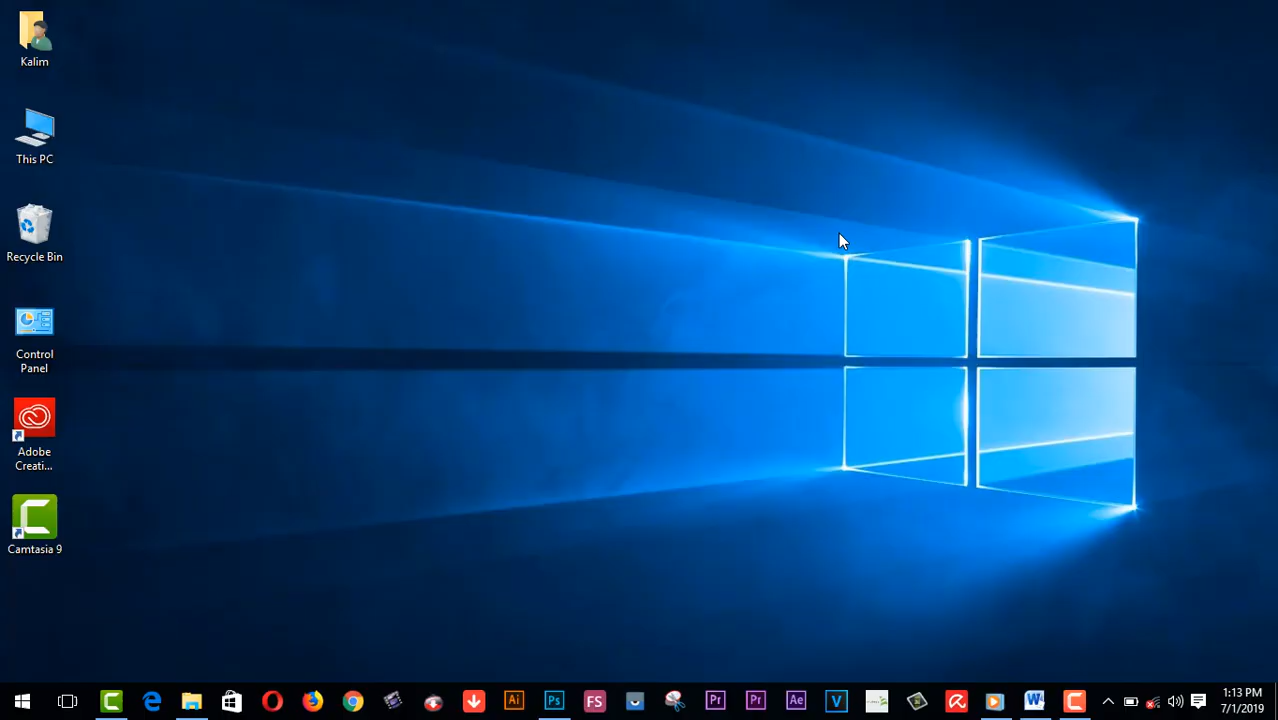 Kalim
This PC
Recycle Bin
Control
Panel
Adobe
Creati...
Camtasia 9
Ai
Ps
FS
Pr
Pr
Ae
V
W
1:13 PM
7/1/2019